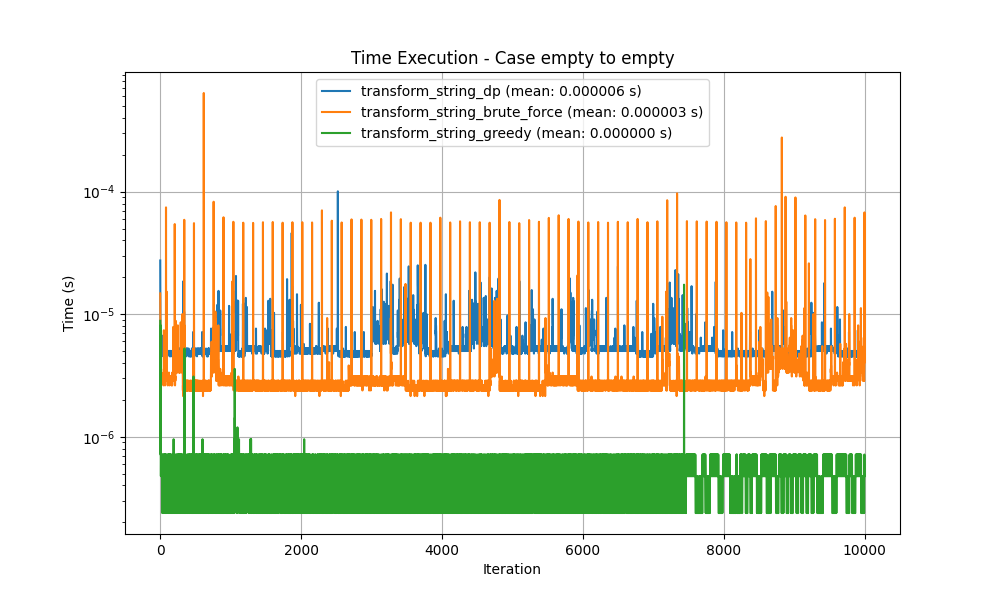 Time Execution - Case empty to empty
transform_string_dp (mean: 0.000006 s)
transform_string_brute_force (mean: 0.000003 s)
transform_string_greedy (mean: 0.000000 s)
Time (s)
10⁻⁴
10⁻⁵
10⁻⁶
0 2000 4000 6000 8000 10000
Iteration